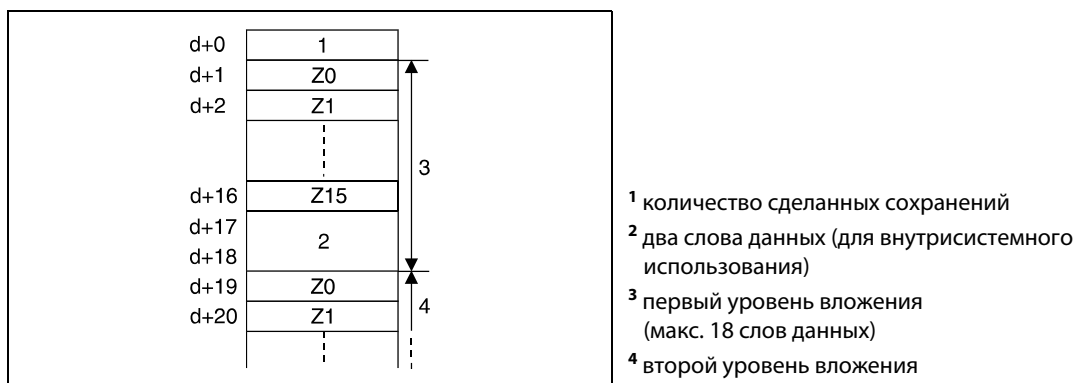 d+0 1
d+1 Z0
d+2 Z1
3
d+16 Z15
d+17
2
d+18
d+19 Z0
4
d+20 Z1
1 количество сделанных сохранений
2 два слова данных (для внутрисистемного
использования)
3 первый уровень вложения
(макс. 18 слов данных)
4 второй уровень вложения